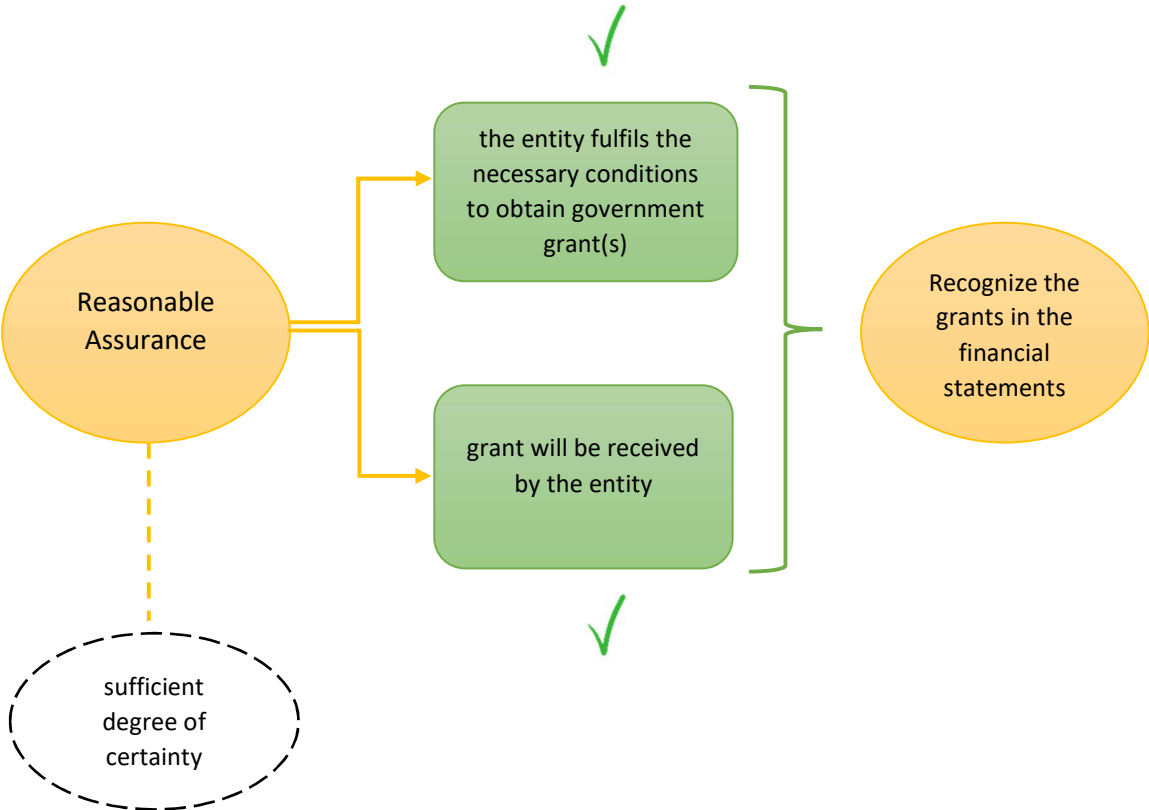 the entity fulfils the
necessary conditions
to obtain government
grant(s)
Reasonable
Assurance
Recognize the
grants in the
financial
statements
grant will be received
by the entity
sufficient
degree of
certainty